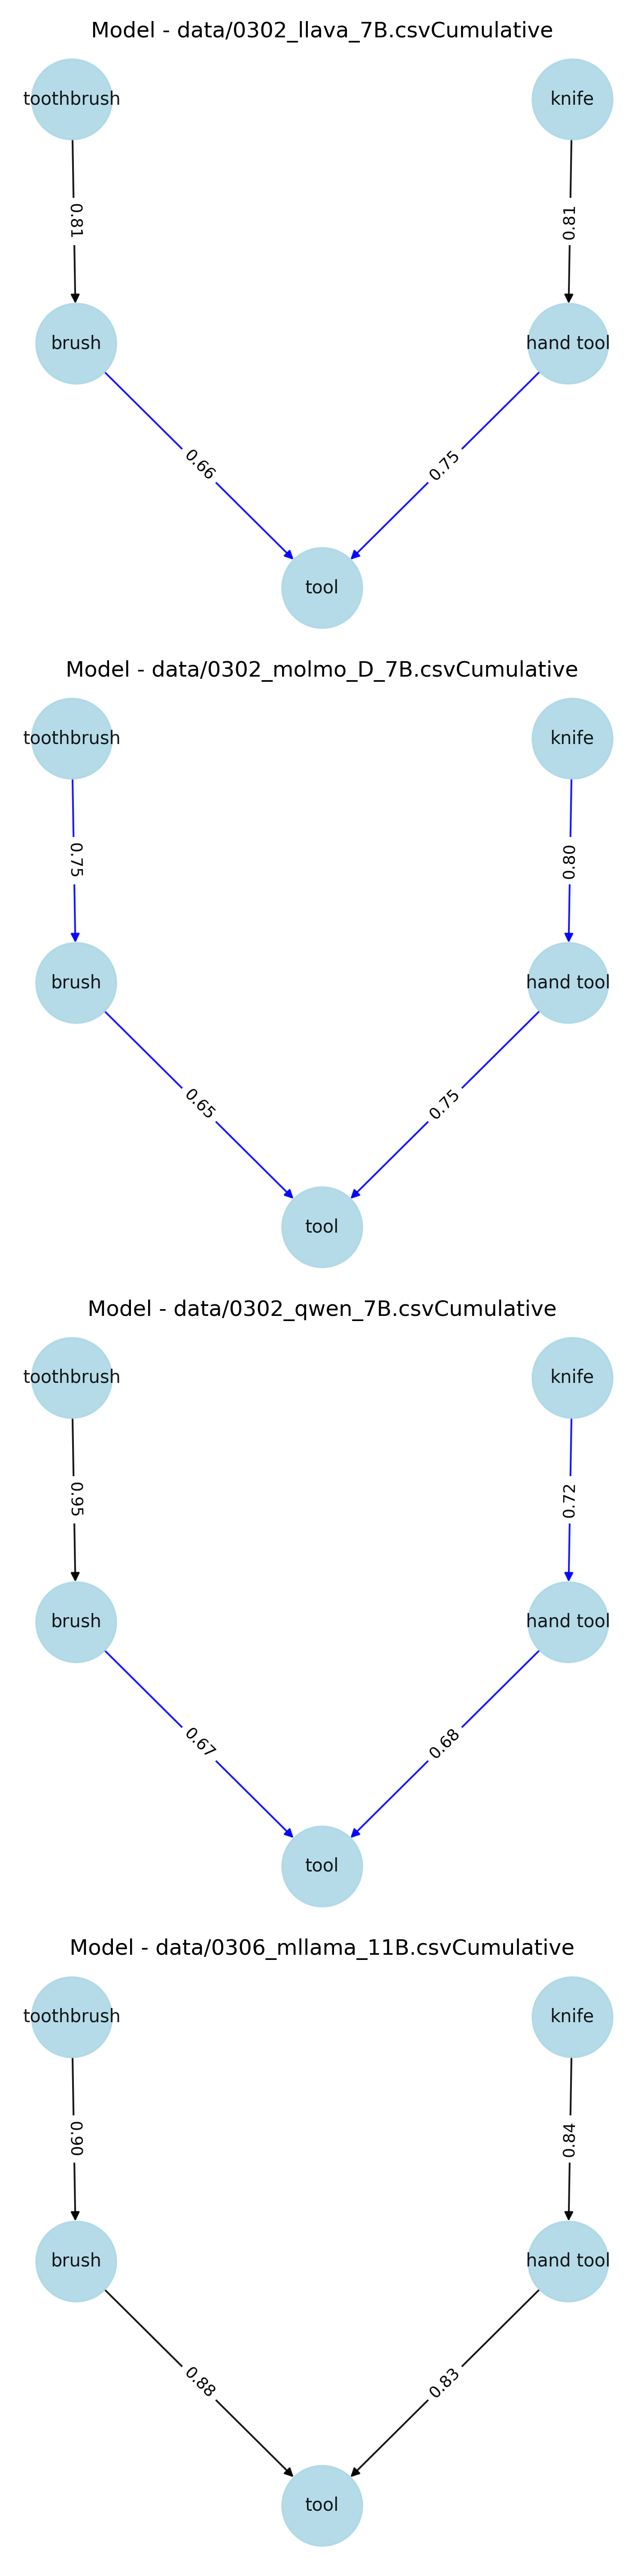 Model - data/0302_llava_7B.csvCumulative
toothbrush
knife
0.81
0.81
brush
hand tool
0.66
0.75
tool
Model - data/0302_molmo_D_7B.csvCumulative
toothbrush
knife
0.75
0.80
brush
hand tool
0.65
0.75
tool
Model - data/0302_qwen_7B.csvCumulative
toothbrush
knife
0.95
0.72
brush
hand tool
0.67
0.68
tool
Model - data/0306_mllama_11B.csvCumulative
toothbrush
knife
0.90
0.84
brush
hand tool
0.88
0.83
tool